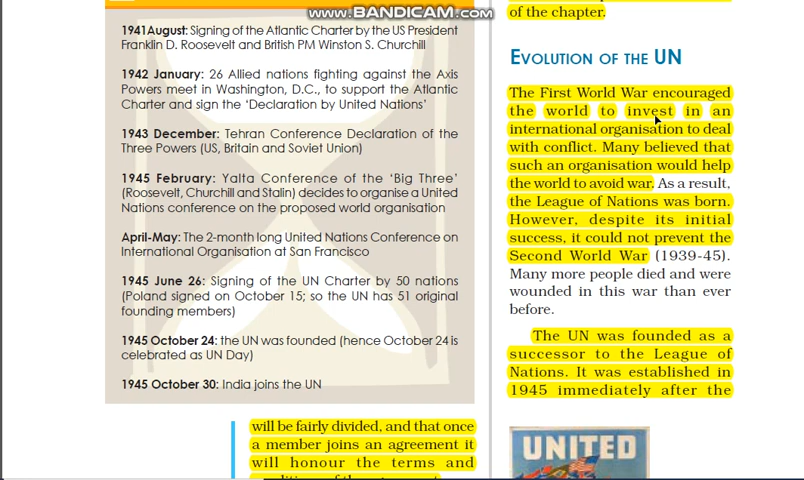 www.BANDICAM.com
1941August: Signing of the Atlantic Charter by the US President
Franklin D. Roosevelt and British PM Winston S. Churchill
1942 January: 26 Allied nations fighting against the Axis
Powers meet in Washington, D.C., to support the Atlantic
Charter and sign the ‘Declaration by United Nations’
1943 December: Tehran Conference Declaration of the
Three Powers (US, Britain and Soviet Union)
1945 February: Yalta Conference of the ‘Big Three’
(Roosevelt, Churchill and Stalin) decides to organise a United
Nations conference on the proposed world organisation
April-May: The 2-month long United Nations Conference on
International Organisation at San Francisco
1945 June 26: Signing of the UN Charter by 50 nations
(Poland signed on October 15; so the UN has 51 original
founding members)
1945 October 24: the UN was founded (hence October 24 is
celebrated as UN Day)
1945 October 30: India joins the UN
will be fairly divided, and that once
a member joins an agreement it
will honour the terms and
of the chapter.
EVOLUTION OF THE UN
The First World War encouraged
the world to invest in an
international organisation to deal
with conflict. Many believed that
such an organisation would help
the world to avoid war. As a result,
the League of Nations was born.
However, despite its initial
success, it could not prevent the
Second World War (1939-45).
Many more people died and were
wounded in this war than ever
before.
The UN was founded as a
successor to the League of
Nations. It was established in
1945 immediately after the
UNITED